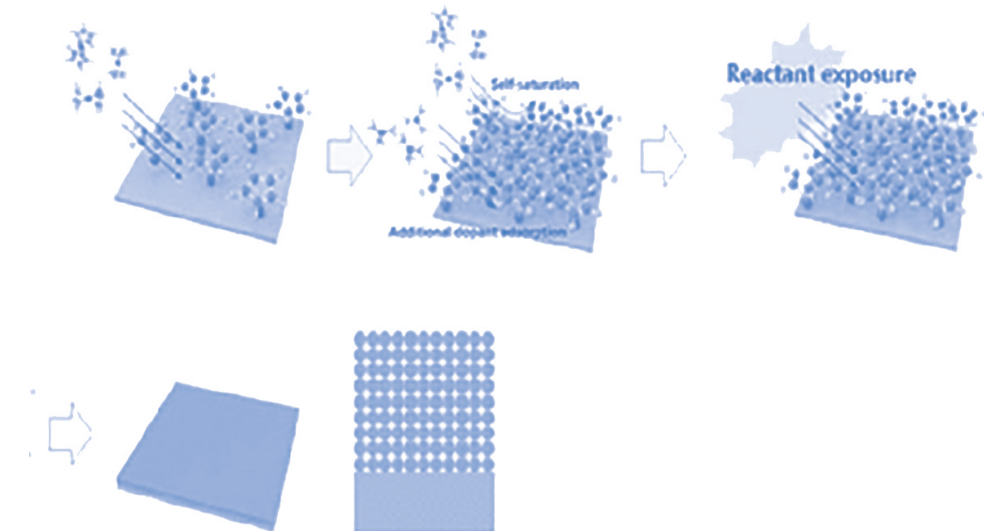 Self-saturation
Reactant exposure
Additional dopant adsorption